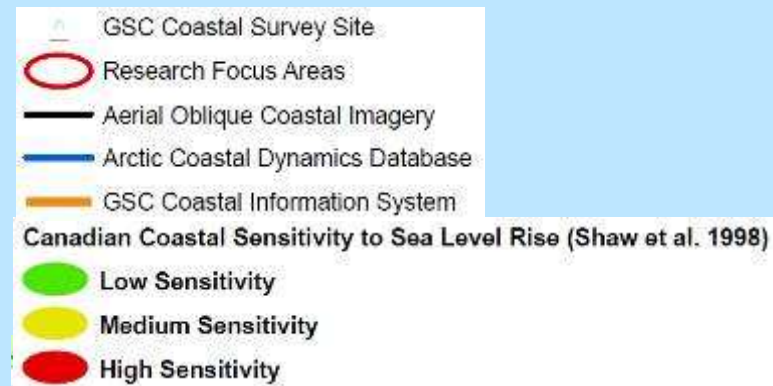 GSC Coastal Survey Site
Research Focus Areas
Aerial Oblique Coastal Imagery
Arctic Coastal Dynamics Database
GSC Coastal Information System
Canadian Coastal Sensitivity to Sea Level Rise (Shaw et al. 1998)
Low Sensitivity
Medium Sensitivity
High Sensitivity